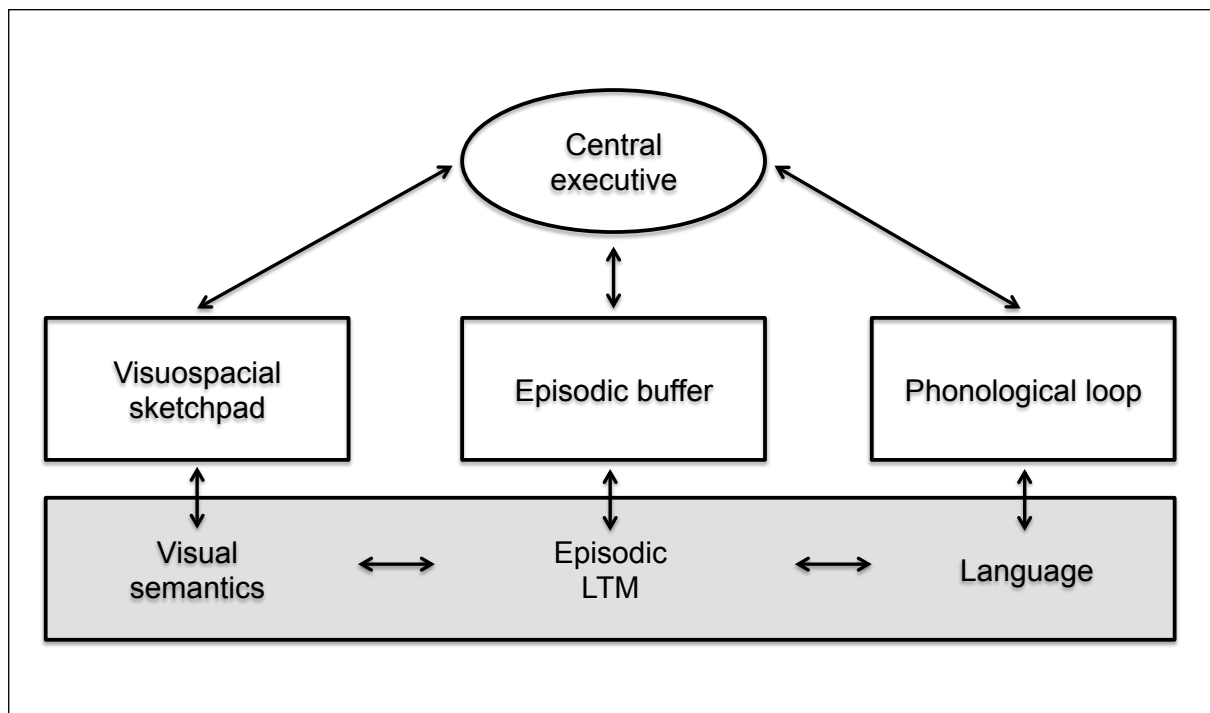 Central
executive
Visuospacial
sketchpad
Episodic buffer
Phonological loop
Visual
semantics
Episodic
LTM
Language